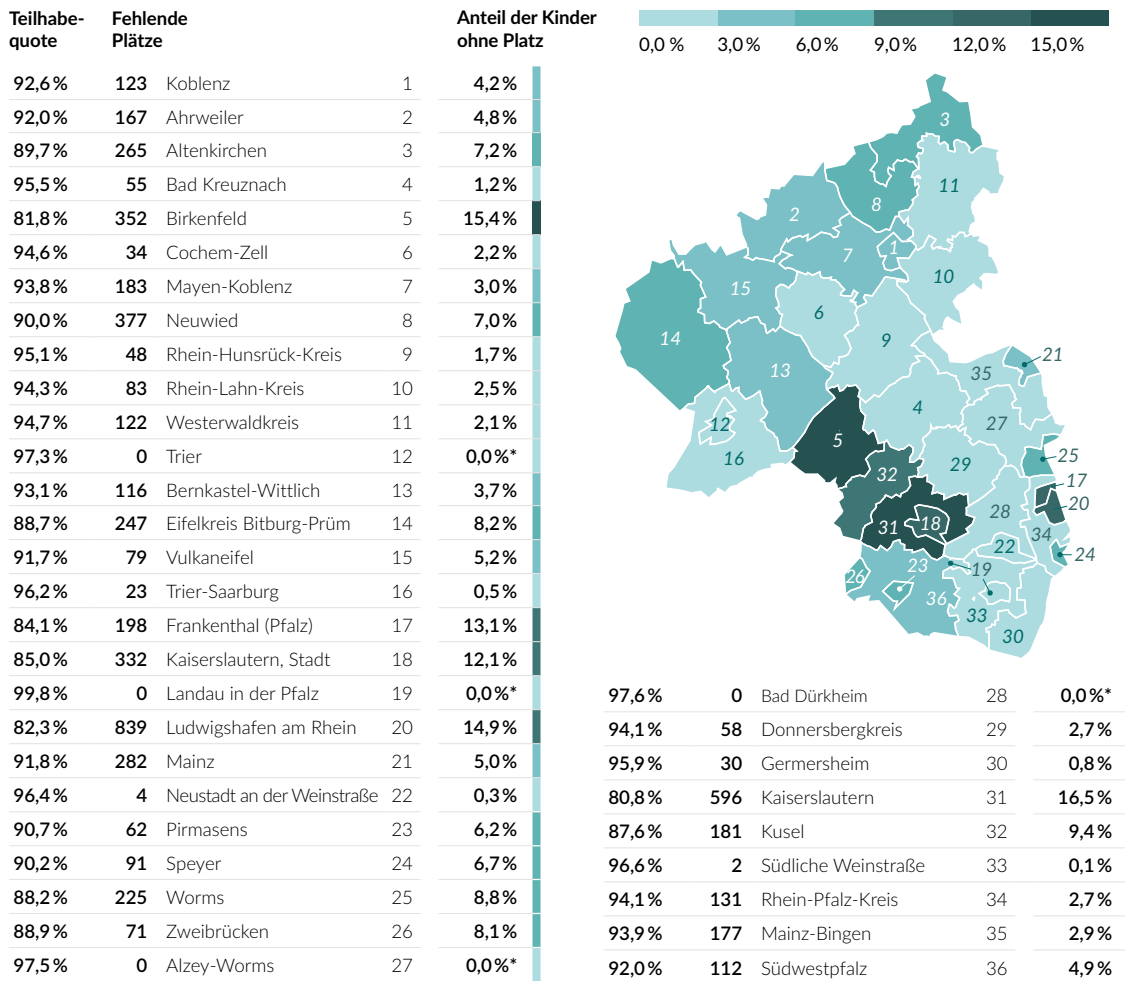 Teilhabe-
quote
Fehlende
Plätze
Anteil der Kinder
ohne Platz
92,6 % 123 Koblenz 1 4,2 %
92,0 % 167 Ahrweiler 2 4,8 %
89,7 % 265 Altenkirchen 3 7,2 %
95,5 % 55 Bad Kreuznach 4 1,2 %
81,8 % 352 Birkenfeld 5 15,4 %
94,6 % 34 Cochem-Zell 6 2,2 %
93,8 % 183 Mayen-Koblenz 7 3,0 %
90,0 % 377 Neuwied 8 7,0 %
95,1 % 48 Rhein-Hunsrück-Kreis 9 1,7 %
94,3 % 83 Rhein-Lahn-Kreis 10 2,5 %
94,7 % 122 Westerwaldkreis 11 2,1 %
97,3 % 0 Trier 12 0,0 %*
93,1 % 116 Bernkastel-Wittlich 13 3,7 %
88,7 % 247 Eifelkreis Bitburg-Prüm 14 8,2 %
91,7 % 79 Vulkaneifel 15 5,2 %
96,2 % 23 Trier-Saarburg 16 0,5 %
84,1 % 198 Frankenthal (Pfalz) 17 13,1 %
85,0 % 332 Kaiserslautern, Stadt 18 12,1 %
99,8 % 0 Landau in der Pfalz 19 0,0 %*
82,3 % 839 Ludwigshafen am Rhein 20 14,9 %
91,8 % 282 Mainz 21 5,0 %
96,4 % 4 Neustadt an der Weinstraße 22 0,3 %
90,7 % 62 Pirmasens 23 6,2 %
90,2 % 91 Speyer 24 6,7 %
88,2 % 225 Worms 25 8,8 %
88,9 % 71 Zweibrücken 26 8,1 %
97,5 % 0 Alzey-Worms 27 0,0 %*
0,0 % 3,0 % 6,0 % 9,0 % 12,0 % 15,0 %
3
11
8
2
1
7
10
15
6
9
14
21
35
13
4
12
27
5
25
16
29
32
17
20
28
31
18
34
22
24
23
19
26
36
33
30
97,6 % 0 Bad Dürkheim 28 0,0 %*
94,1 % 58 Donnersbergkreis 29 2,7 %
95,9 % 30 Germersheim 30 0,8 %
80,8 % 596 Kaiserslautern 31 16,5 %
87,6 % 181 Kusel 32 9,4 %
96,6 % 2 Südliche Weinstraße 33 0,1 %
94,1 % 131 Rhein-Pfalz-Kreis 34 2,7 %
93,9 % 177 Mainz-Bingen 35 2,9 %
92,0 % 112 Südwestpfalz 36 4,9 %